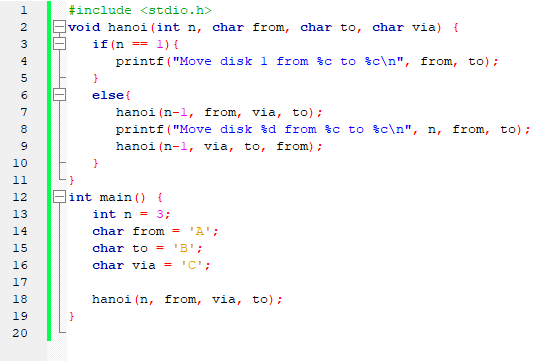 1 #include <stdio.h>
2 void hanoi(int n, char from, char to, char via) {
3 if(n == 1){
4 printf("Move disk 1 from %c to %c\n", from, to);
5 }
6 else{
7 hanoi(n-1, from, via, to);
8 printf("Move disk %d from %c to %c\n", n, from, to);
9 hanoi(n-1, via, to, from);
10 }
11 }
12 int main() {
13 int n = 3;
14 char from = 'A';
15 char to = 'B';
16 char via = 'C';
17
18 hanoi(n, from, via, to);
19 }
20